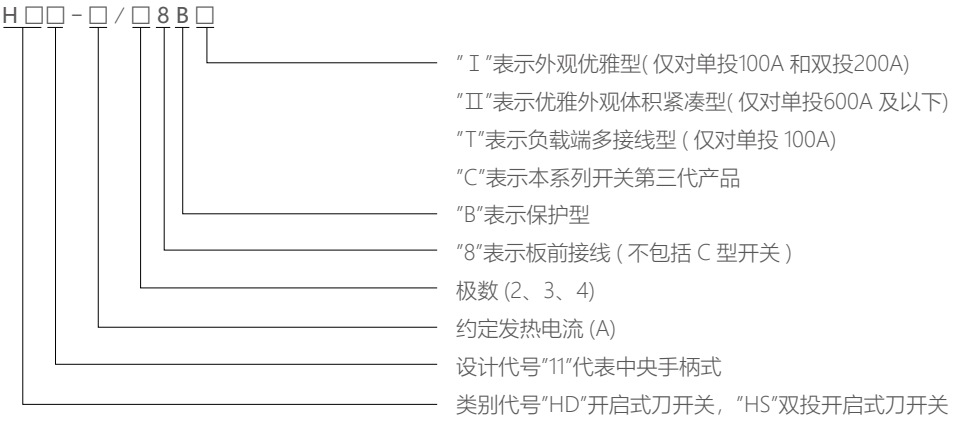 H□□-□/□8B□
"Ⅰ"表示外观优雅型( 仅对单投100A 和双投200A)
"Ⅱ"表示优雅外观体积紧凑型( 仅对单投600A 及以下)
"T"表示负载端多接线型 ( 仅对单投 100A)
"C"表示本系列开关第三代产品
"B"表示保护型
"8"表示板前接线 ( 不包括 C 型开关 )
极数 (2、3、4)
约定发热电流 (A)
设计代号"11"代表中央手柄式
类别代号"HD"开启式刀开关，"HS"双投开启式刀开关